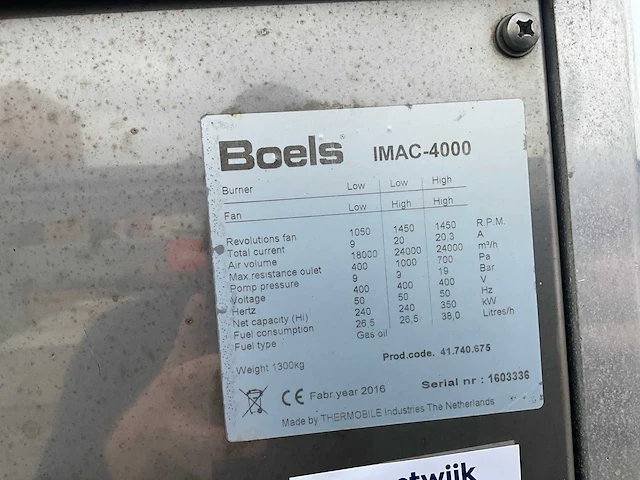 Boels IMAC-4000
Burner Low Low High
Fan Low High High
Revolutions fan 1050 1450 1450 R.P.M.
Total current 9 20 20,3 A
Air volume 18000 24000 24000 m³/h
Max.resistance oulet 400 1000 700 Pa
Pomp pressure 9 9 19 Bar
Voltage 400 400 400 V
Hertz 50 50 50 Hz
Net capacity (Hi) 240 240 350 kW
Fuel consumption 26,5 26,5 38,0 Litres/h
Fuel type Gas oil
Prod.code. 41.740.675
Weight 1300kg
CE Fabr.year 2016 Serial nr : 1603336
Made by THERMOBILE Industries The Netherlands